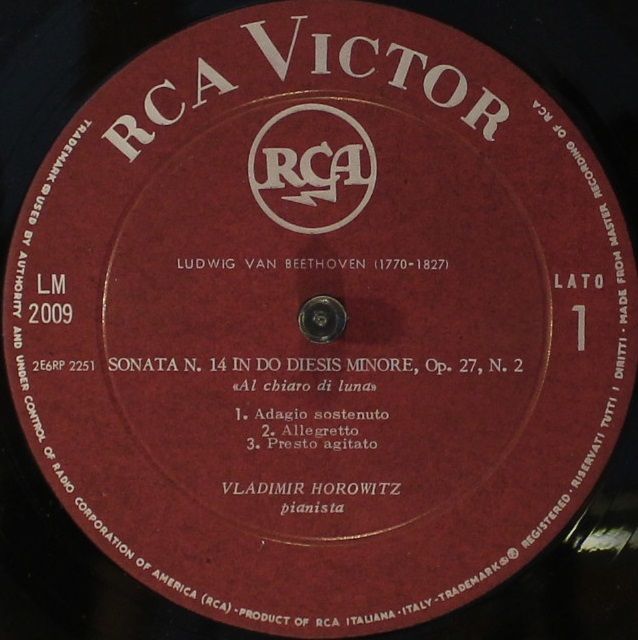 RCA VICTOR
RCA
LUDWIG VAN BEETHOVEN (1770-1827)
LM
2009
LATO
1
2E6RP 2251
SONATA N. 14 IN DO DIESIS MINORE, Op. 27, N. 2
«Al chiaro di luna»
1. Adagio sostenuto
2. Allegretto
3. Presto agitato
VLADIMIR HOROWITZ
pianista
TRADEMARK ® USED BY AUTHORITY AND UNDER CONTROL OF RADIO CORPORATION OF AMERICA (RCA) · PRODUCT OF RCA ITALIANA · ITALY - TRADEMARK ® REGISTERED · RISERVATI TUTTI I DIRITTI · MADE FROM MASTER RECORDING OF RCA